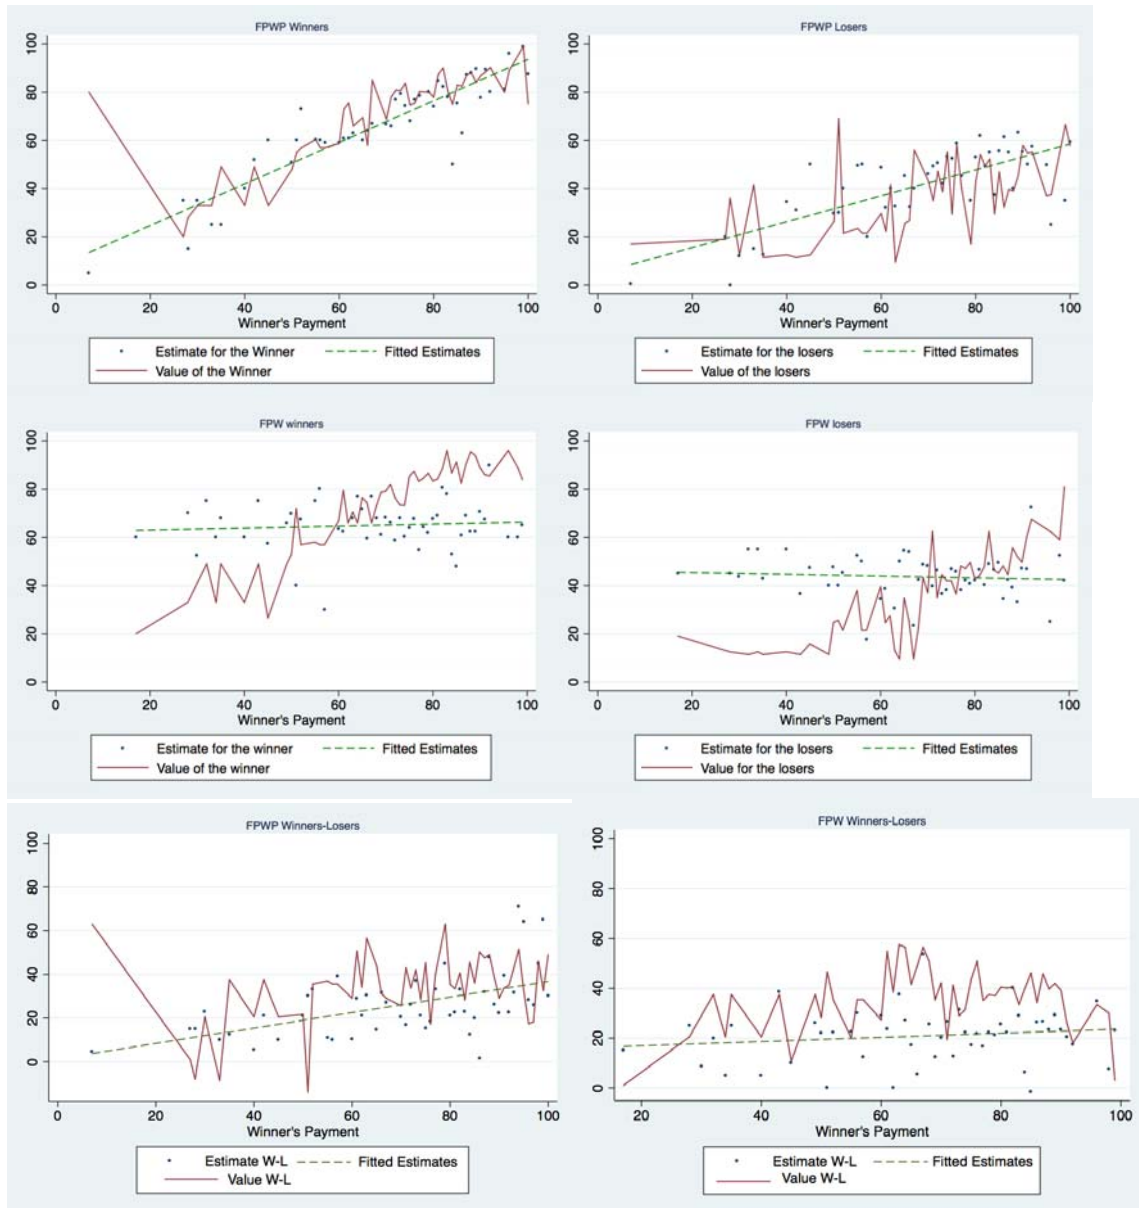 FPWP Winners
100
80
60
40
20
0
0 20 40 60 80 100
Winner's Payment
Estimate for the Winner Fitted Estimates
Value of the Winner
FPWP Losers
100
80
60
40
20
0
0 20 40 60 80 100
Winner's Payment
Estimate for the losers Fitted Estimates
Value of the losers
FPW winners
100
80
60
40
20
0
0 20 40 60 80 100
Winner's Payment
Estimate for the winner Fitted Estimates
Value of the winner
FPW losers
100
80
60
40
20
0
0 20 40 60 80 100
Winner's Payment
Estimate for the losers Fitted Estimates
Value for the losers
FPWP Winners-Losers
100
80
60
40
20
0
0 20 40 60 80 100
Winner's Payment
Estimate W-L Fitted Estimates
Value W-L
FPW Winners-Losers
100
80
60
40
20
0
20 40 60 80 100
Winner's Payment
Estimate W-L Fitted Estimates
Value W-L